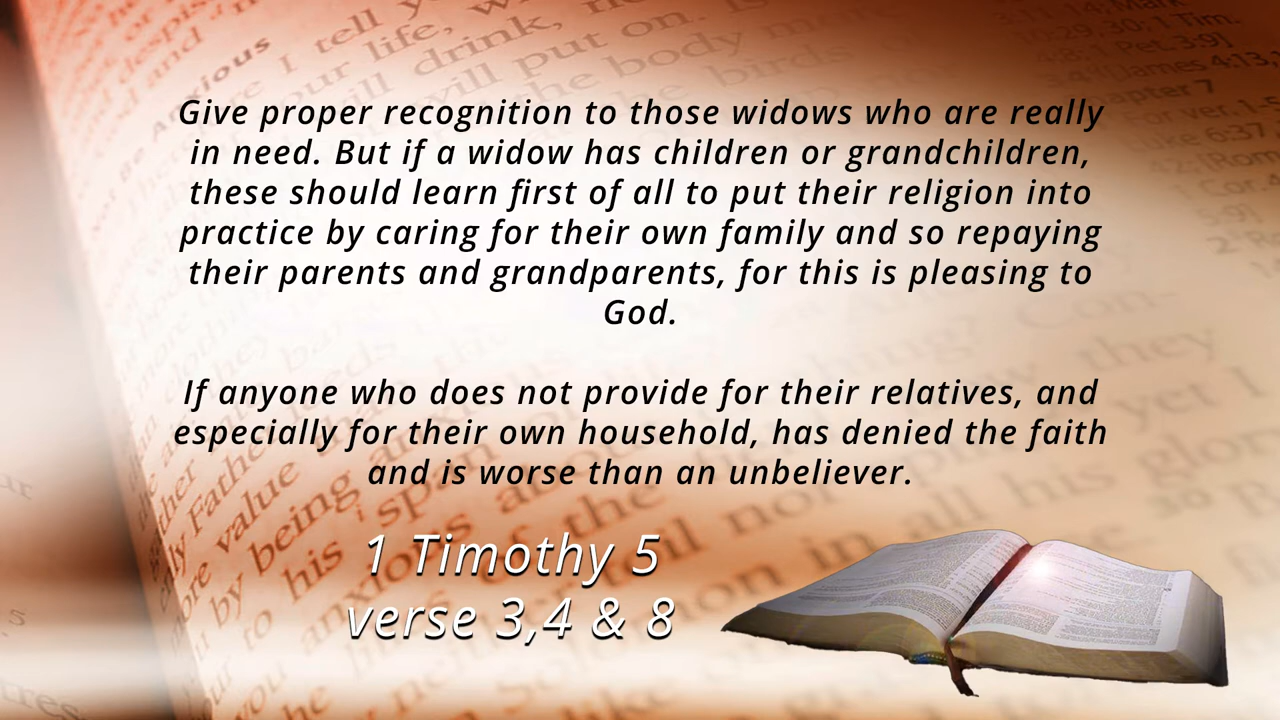 Give proper recognition to those widows who are really
in need. But if a widow has children or grandchildren,
these should learn first of all to put their religion into
practice by caring for their own family and so repaying
their parents and grandparents, for this is pleasing to
God.
If anyone who does not provide for their relatives, and
especially for their own household, has denied the faith
and is worse than an unbeliever.
1 Timothy 5
verse 3,4 & 8